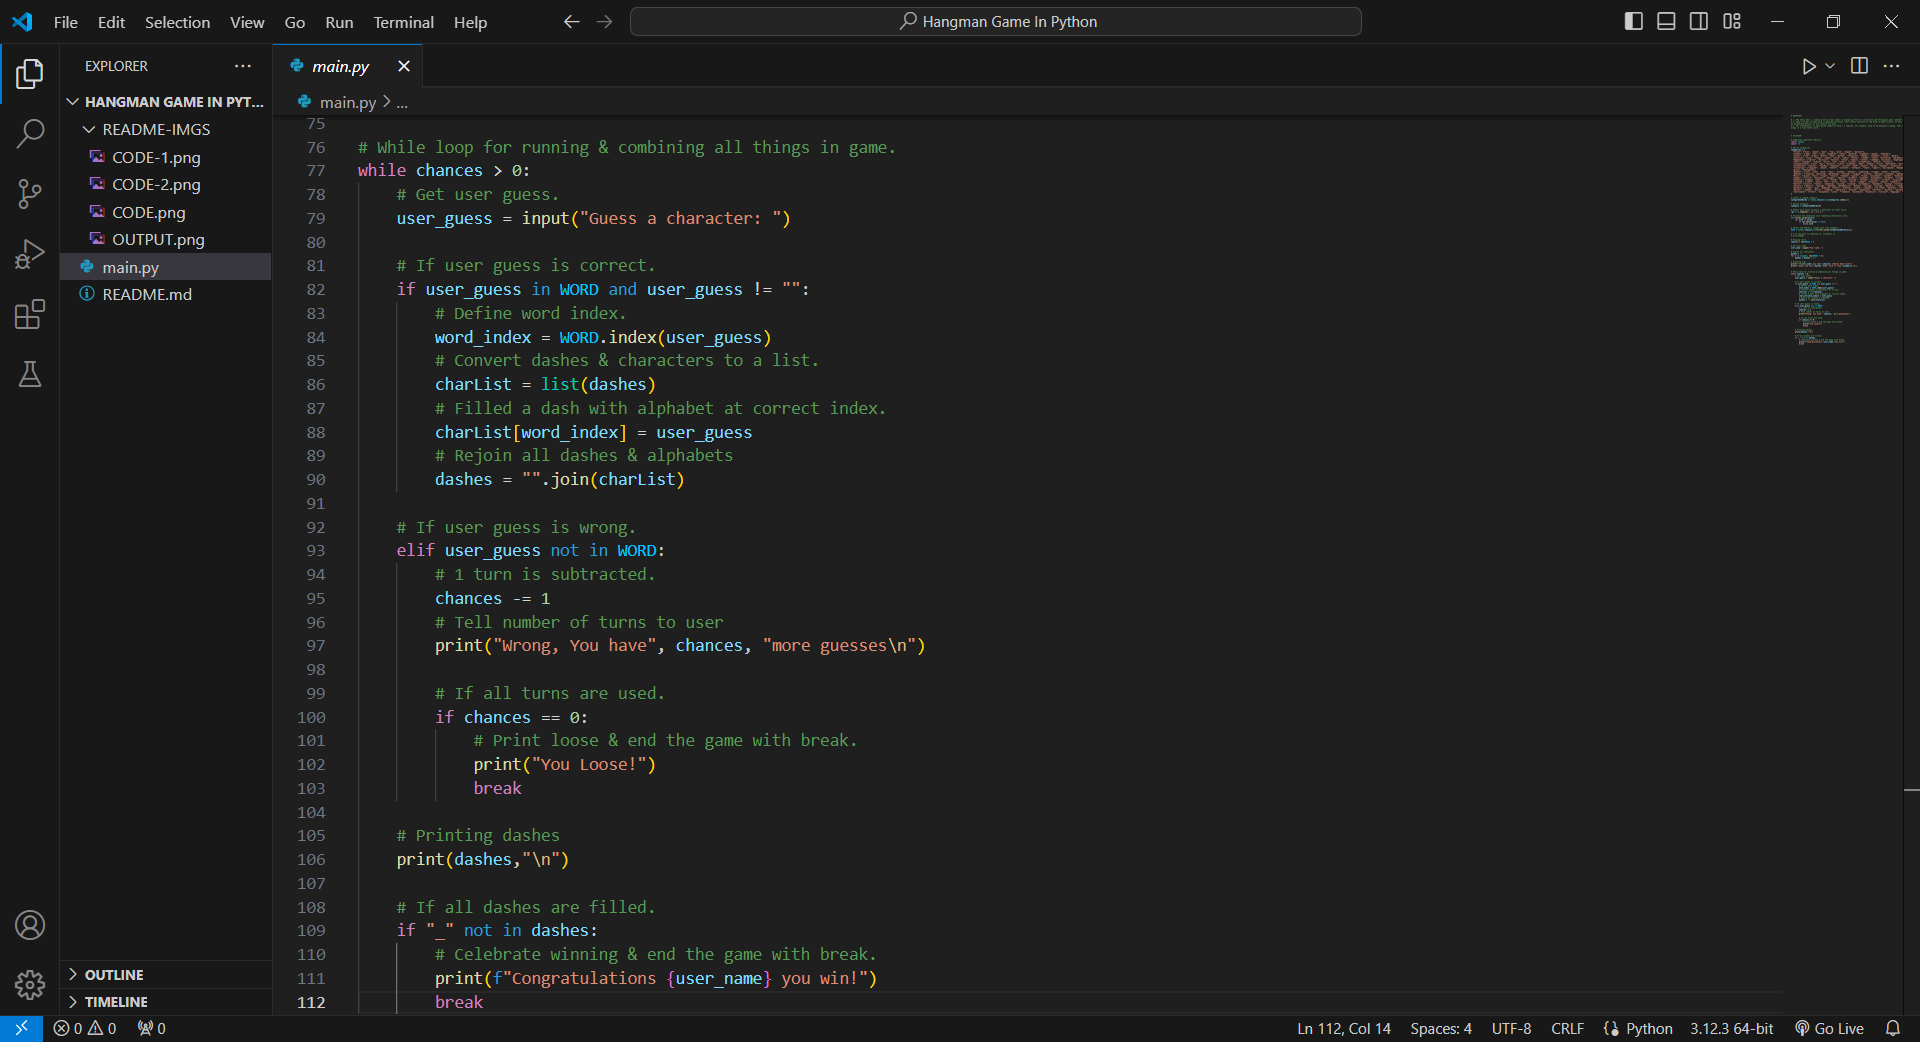 File Edit Selection View Go Run Terminal Help
Hangman Game In Python
EXPLORER
HANGMAN GAME IN PYT...
README-IMGS
CODE-1.png
CODE-2.png
CODE.png
OUTPUT.png
main.py
README.md
OUTLINE
TIMELINE
main.py
main.py > ...
75
76 # While loop for running & combining all things in game.
77 while chances > 0:
78     # Get user guess.
79     user_guess = input("Guess a character: ")
80
81     # If user guess is correct.
82     if user_guess in WORD and user_guess != "":
83         # Define word index.
84         word_index = WORD.index(user_guess)
85         # Convert dashes & characters to a list.
86         charList = list(dashes)
87         # Filled a dash with alphabet at correct index.
88         charList[word_index] = user_guess
89         # Rejoin all dashes & alphabets
90         dashes = "".join(charList)
91
92     # If user guess is wrong.
93     elif user_guess not in WORD:
94         # 1 turn is subtracted.
95         chances -= 1
96         # Tell number of turns to user
97         print("Wrong, You have", chances, "more guesses\n")
98
99         # If all turns are used.
100         if chances == 0:
101             # Print loose & end the game with break.
102             print("You Loose!")
103             break
104
105     # Printing dashes
106     print(dashes,"\n")
107
108     # If all dashes are filled.
109     if "_" not in dashes:
110         # Celebrate winning & end the game with break.
111         print(f"Congratulations {user_name} you win!")
112         break
0 0 0 Ln 112, Col 14 Spaces: 4 UTF-8 CRLF Python 3.12.3 64-bit Go Live